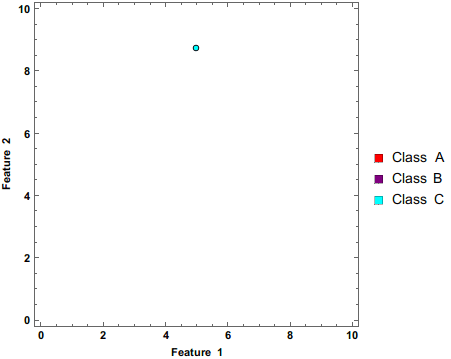 10
8
6
4
2
0
Feature 2
0 2 4 6 8 10
Feature 1
Class A
Class B
Class C